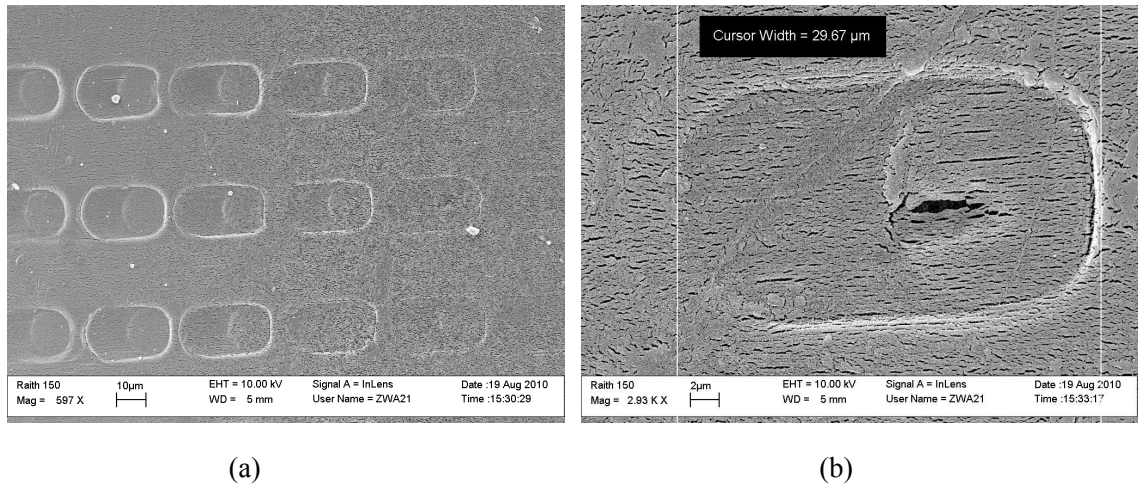 Raith 150 10µm EHT = 10.00 kV Signal A = InLens Date :19 Aug 2010
Mag = 597 X WD = 5 mm User Name = ZWA21 Time :15:30:29
(a)
Cursor Width = 29.67 µm
Raith 150 2µm EHT = 10.00 kV Signal A = InLens Date :19 Aug 2010
Mag = 2.93 K X WD = 5 mm User Name = ZWA21 Time :15:33:17
(b)